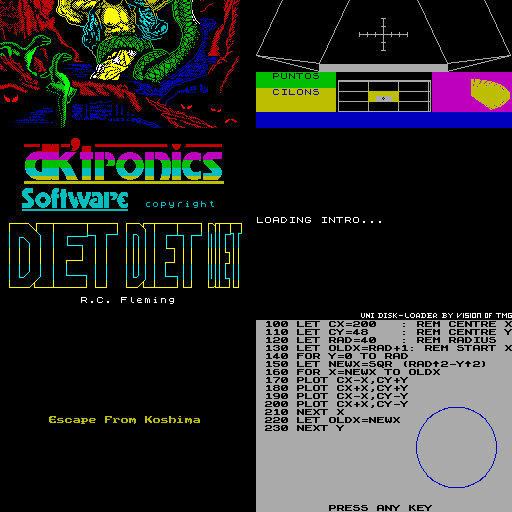 PUNTOS
CILONS
dk'tronics
Software copyright
DIET DIET DIET
R.C. Fleming
LOADING INTRO...
Escape From Koshima
UNI DISK-LOADER BY VISION OF TMG
100 LET CX=200 : REM CENTRE X
110 LET CY=48 : REM CENTRE Y
120 LET RAD=40 : REM RADIUS
130 LET OLDX=RAD+1: REM START X
140 FOR Y=0 TO RAD
150 LET NEWX=SQR (RAD↑2-Y↑2)
160 FOR X=NEWX TO OLDX
170 PLOT CX-X,CY+Y
180 PLOT CX+X,CY+Y
190 PLOT CX-X,CY-Y
200 PLOT CX+X,CY-Y
210 NEXT X
220 LET OLDX=NEWX
230 NEXT Y
PRESS ANY KEY